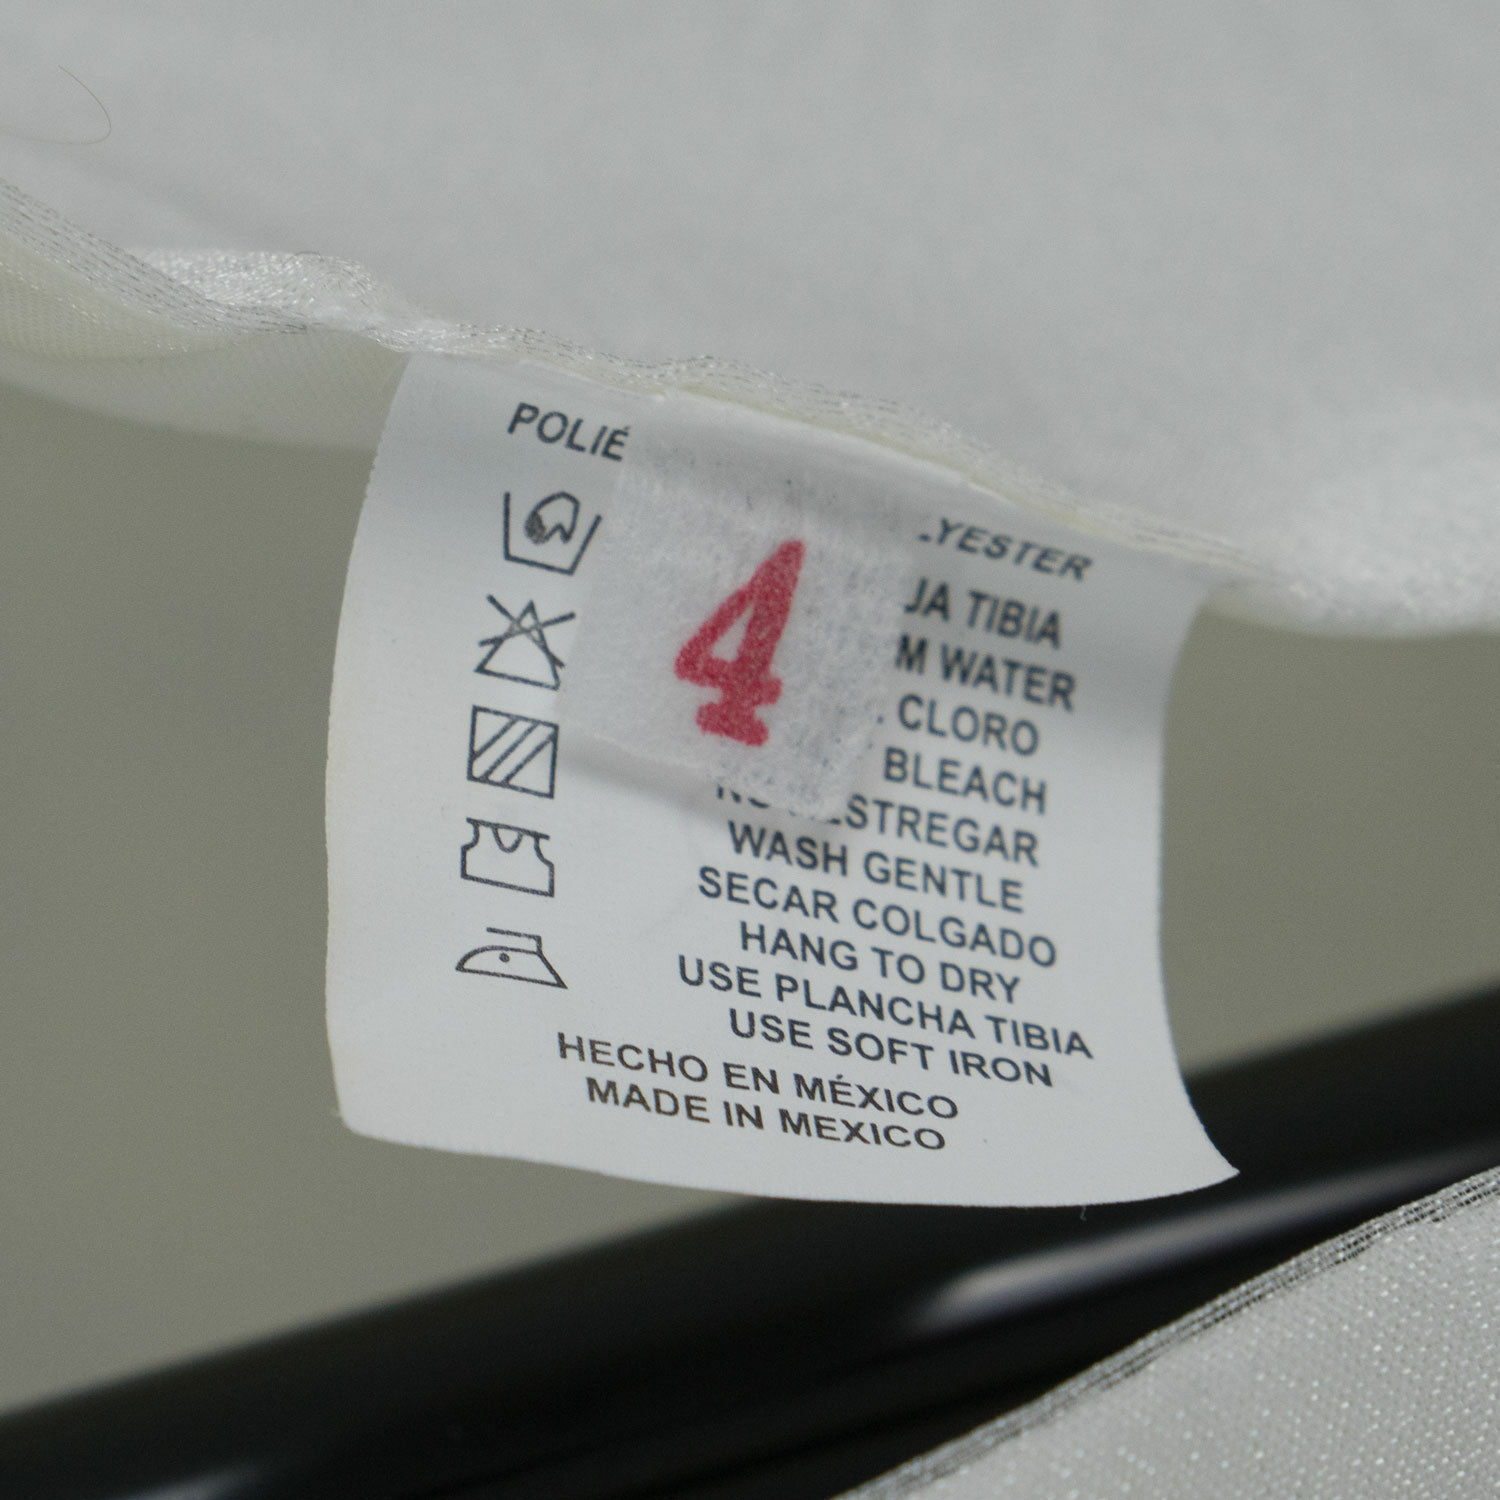 POLIÉ
.YESTER
4
JA TIBIA
M WATER
. CLORO
BLEACH
ESTREGAR
WASH GENTLE
SECAR COLGADO
HANG TO DRY
USE PLANCHA TIBIA
USE SOFT IRON
HECHO EN MÉXICO
MADE IN MEXICO